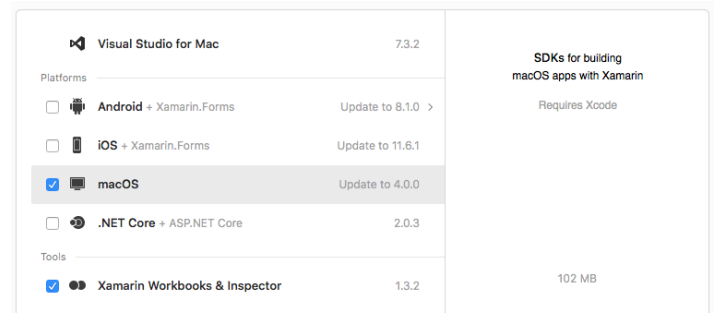 Visual Studio for Mac 7.3.2
Platforms
Android + Xamarin.Forms Update to 8.1.0 >
iOS + Xamarin.Forms Update to 11.6.1
macOS Update to 4.0.0
.NET Core + ASP.NET Core 2.0.3
Tools
Xamarin Workbooks & Inspector 1.3.2
SDKs for building
macOS apps with Xamarin
Requires Xcode
102 MB